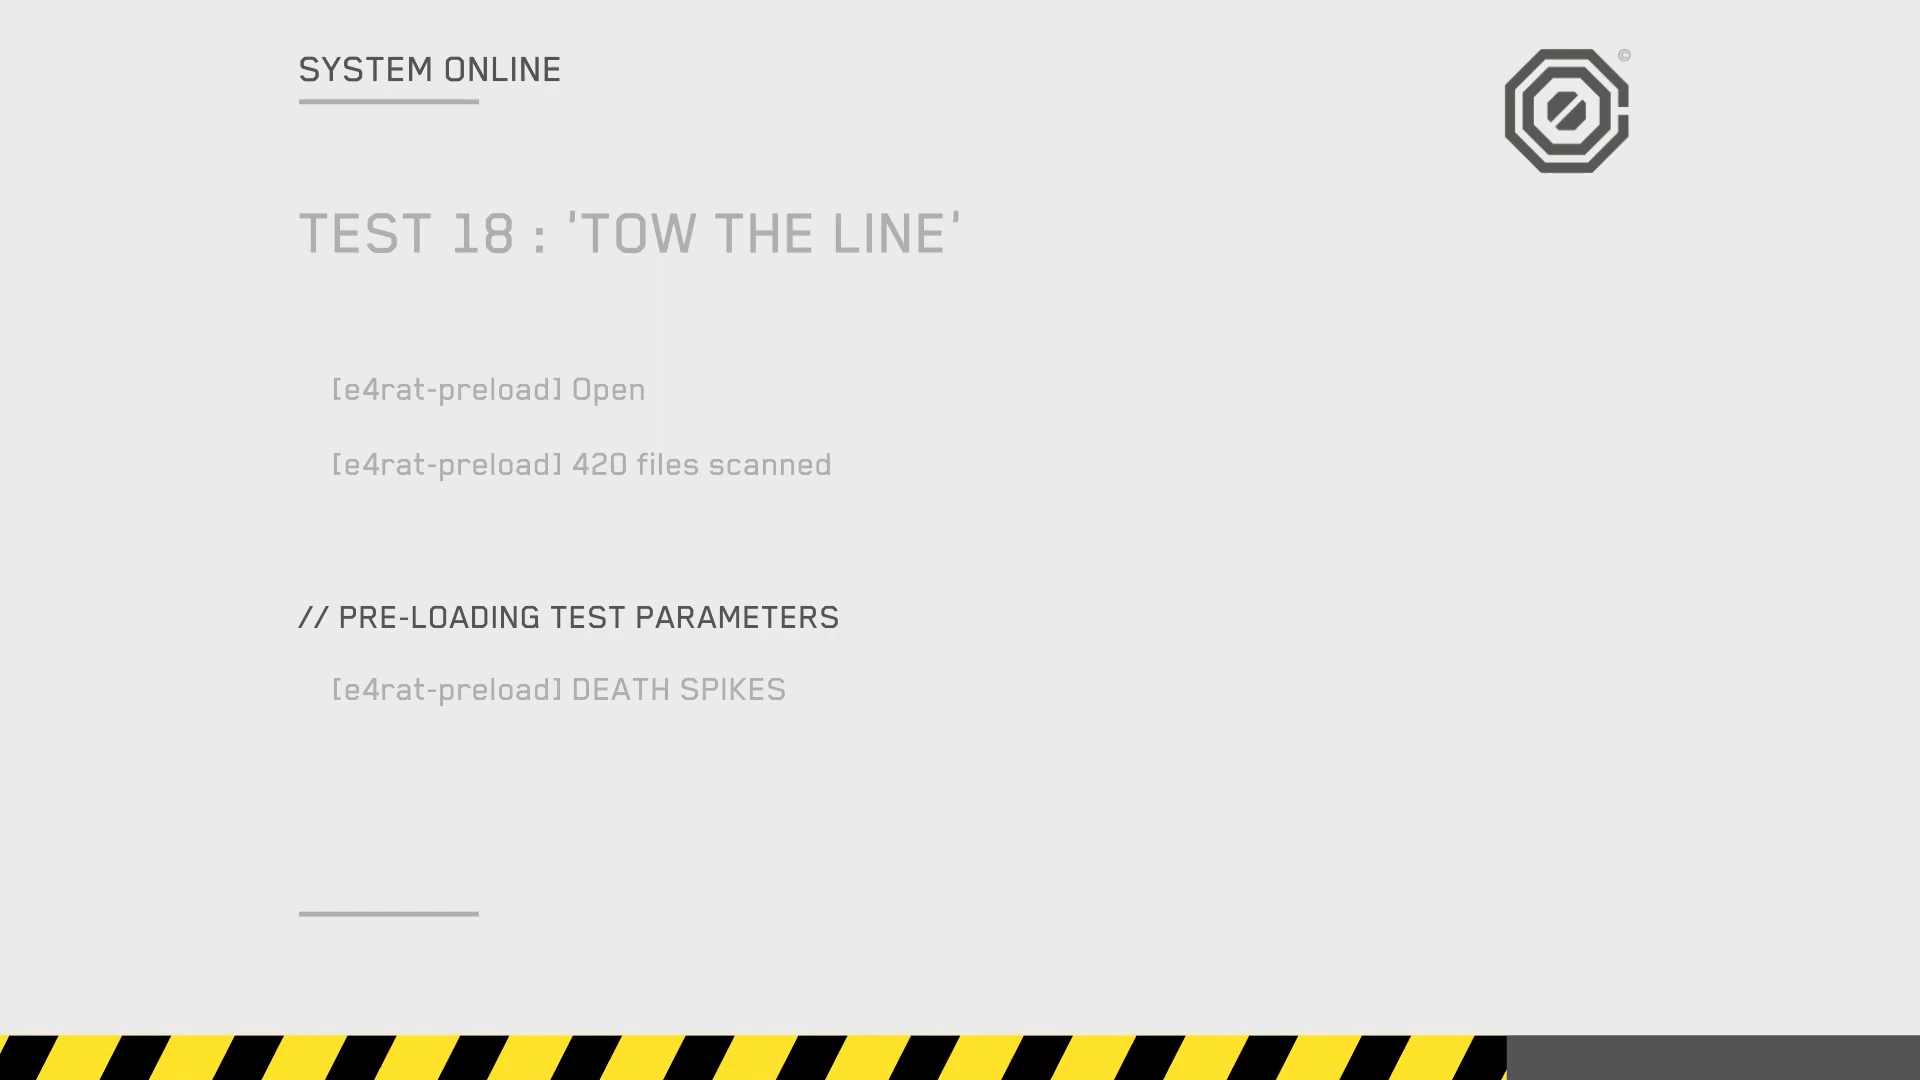 SYSTEM ONLINE
©
TEST 18 : 'TOW THE LINE'
[e4rat-preload] Open
[e4rat-preload] 420 files scanned
// PRE-LOADING TEST PARAMETERS
[e4rat-preload] DEATH SPIKES